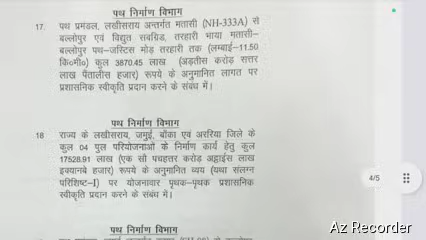 पथ निर्माण विभाग
17. पथ प्रमंडल, लखीसराय अन्तर्गत मतासी (NH-333A) से
बल्लोपुर एवं विद्युत सबग्रिड, तरहारी भाया मतासी–
बल्लोपुर पथ–जस्टिस मोड़ तरहारी तक (लम्बाई–11.50
कि०मी०) कुल 3870.45 लाख (अड़तीस करोड़ सत्तर
लाख पैंतालीस हजार) रूपये के अनुमानित लागत पर
प्रशासनिक स्वीकृति प्रदान करने के संबंध में।
पथ निर्माण विभाग
18 राज्य के लखीसराय, जमुई, बाँका एवं अररिया जिले के
कुल 04 पुल परियोजनाओं के निर्माण कार्य हेतु कुल
17528.91 लाख (एक सौ पचहत्तर करोड़ अट्ठाईस लाख
इक्यानबे हजार) रूपये के अनुमानित व्यय (यथा संलग्न
परिशिष्ट–I) पर योजनावार पृथक–पृथक प्रशासनिक
स्वीकृति प्रदान करने के संबंध में।
4/5
पथ निर्माण विभाग
Az Recorder